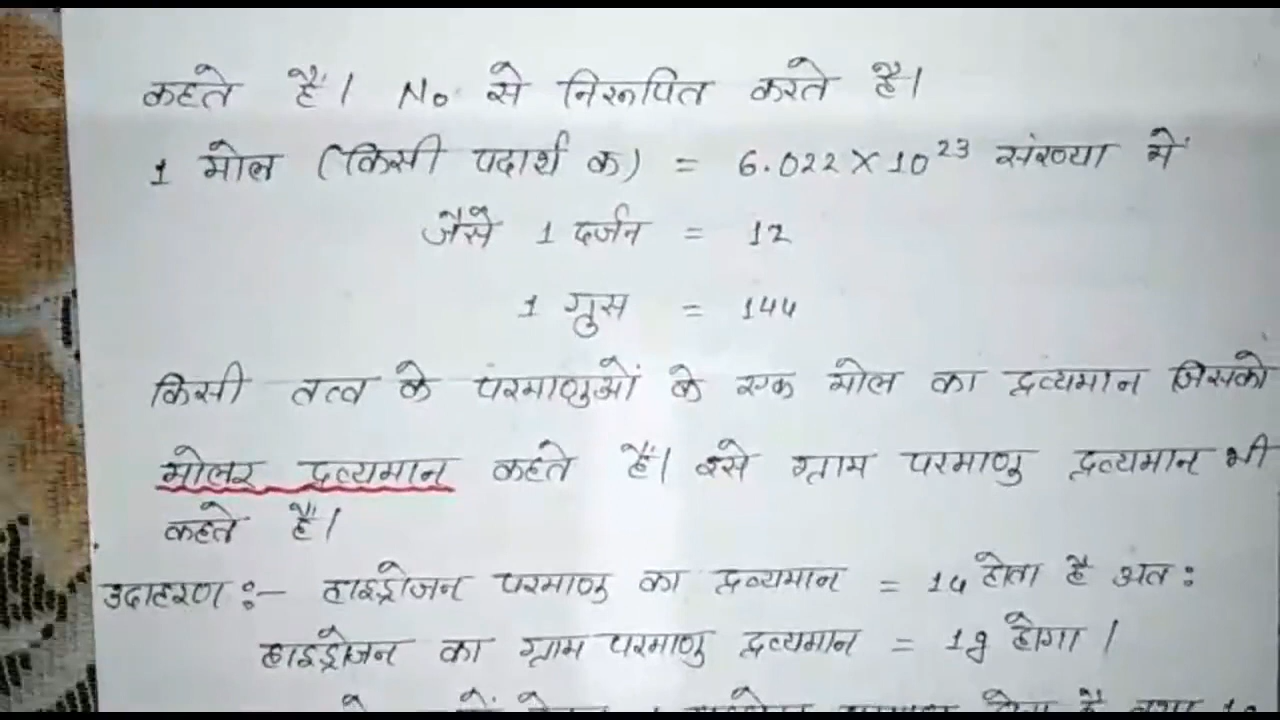 कहते हैं। No से निरूपित करते है।
1 मोल (किसी पदार्थ क) = 6.022×10²³ संख्या में
जैसे 1 दर्जन = 12
1 ग्रुस = 144
किसी तत्व के परमाणुओं के एक मोल का द्रव्यमान जिसको
मोलर द्रव्यमान कहते हैं। इसे ग्राम परमाणु द्रव्यमान भी
कहते हैं।
उदाहरण :- हाइड्रोजन परमाणु का द्रव्यमान = 1u होता है अतः
हाइड्रोजन का ग्राम परमाणु द्रव्यमान = 1g होगा।